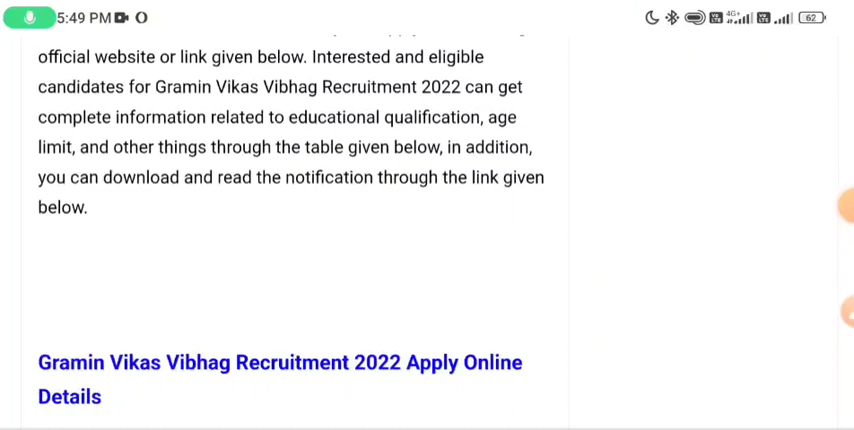 5:49 PM
4G+
62
official website or link given below. Interested and eligible
candidates for Gramin Vikas Vibhag Recruitment 2022 can get
complete information related to educational qualification, age
limit, and other things through the table given below, in addition,
you can download and read the notification through the link given
below.
Gramin Vikas Vibhag Recruitment 2022 Apply Online
Details